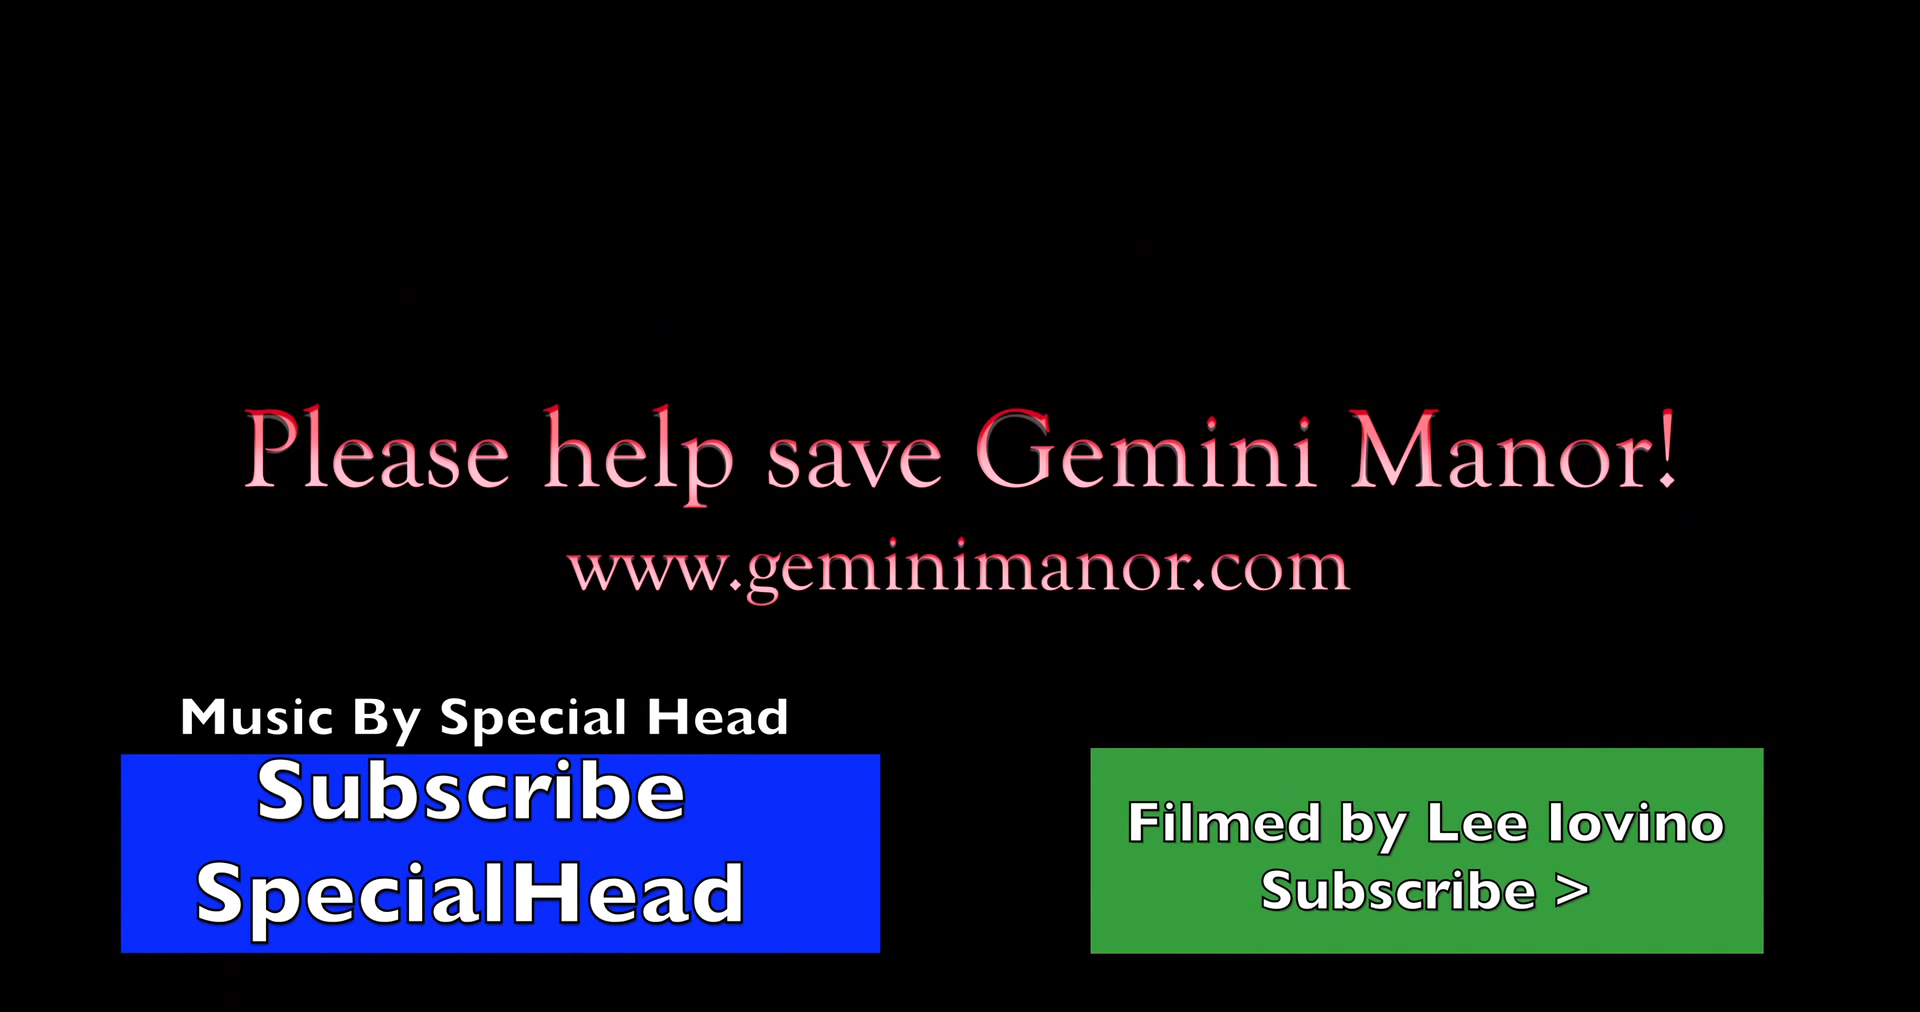 Please help save Gemini Manor!
www.geminimanor.com
Music By Special Head
Subscribe
SpecialHead
Filmed by Lee Iovino
Subscribe >